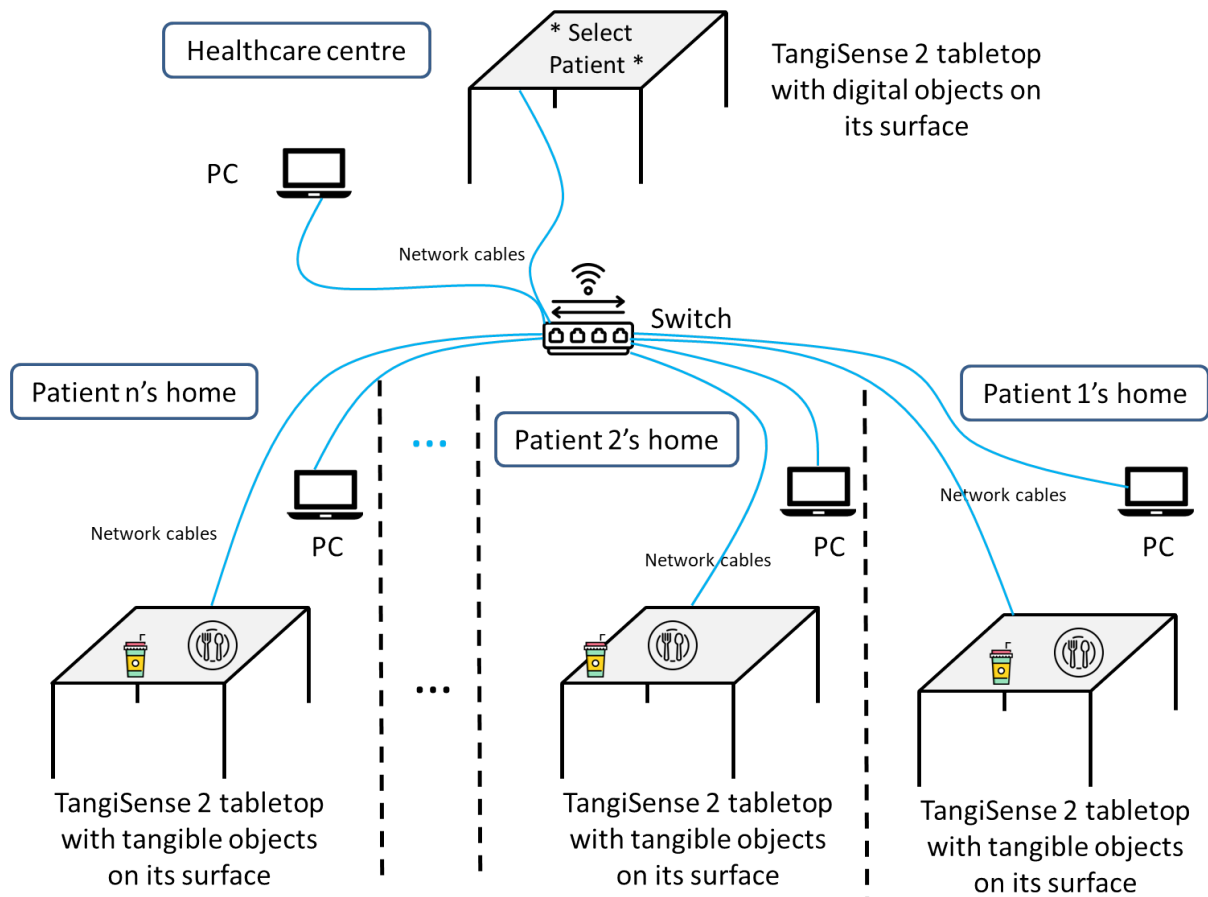 Healthcare centre
* Select
Patient *
TangiSense 2 tabletop
with digital objects on
its surface
PC
Network cables
Switch
Patient n's home
...
Patient 2's home
Patient 1's home
Network cables
PC
Network cables
PC
Network cables
PC
...
TangiSense 2 tabletop
with tangible objects
on its surface
TangiSense 2 tabletop
with tangible objects
on its surface
TangiSense 2 tabletop
with tangible objects
on its surface